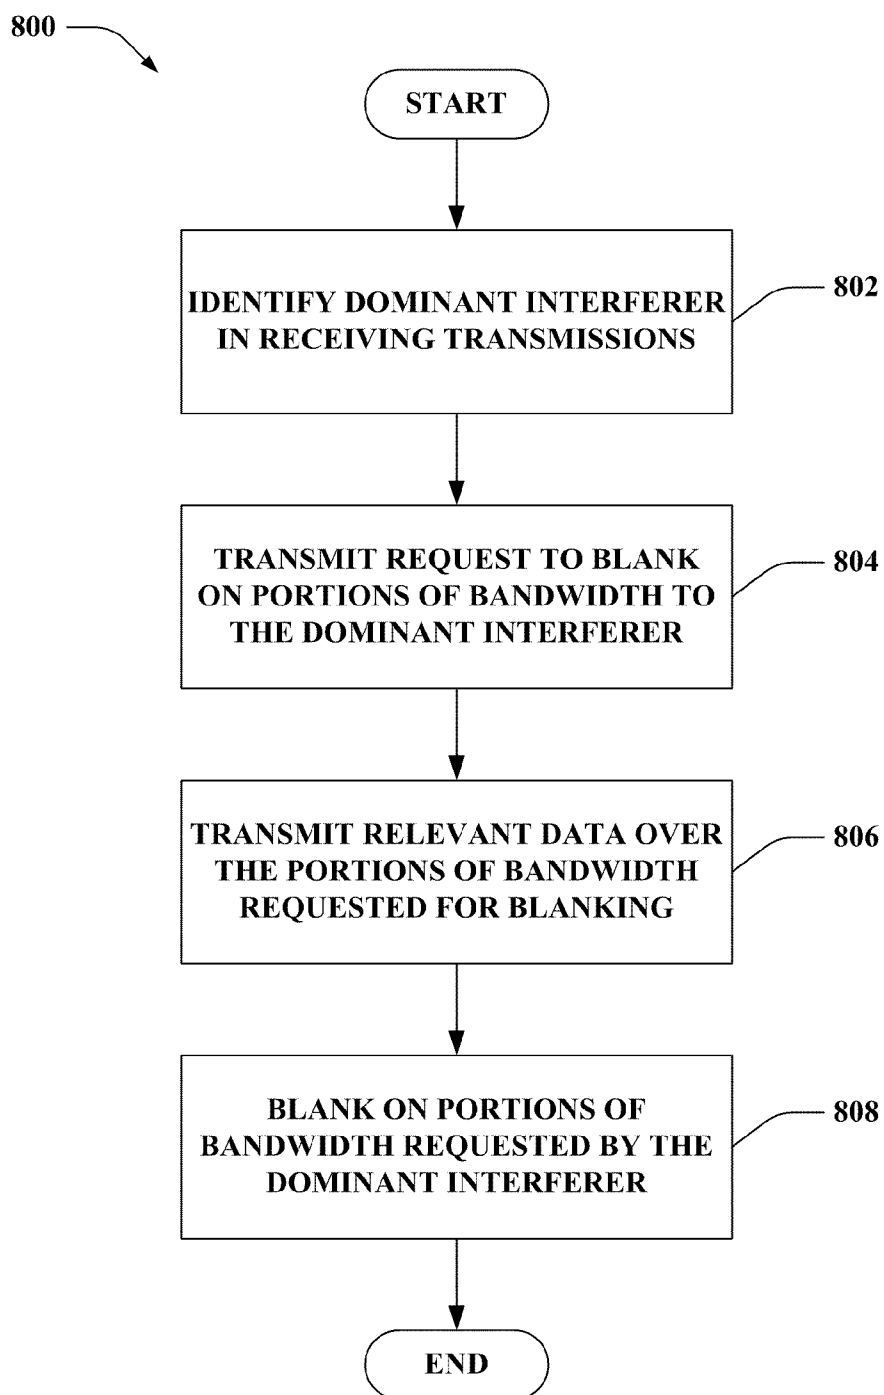 800
START
IDENTIFY DOMINANT INTERFERER
IN RECEIVING TRANSMISSIONS
802
TRANSMIT REQUEST TO BLANK
ON PORTIONS OF BANDWIDTH TO
THE DOMINANT INTERFERER
804
TRANSMIT RELEVANT DATA OVER
THE PORTIONS OF BANDWIDTH
REQUESTED FOR BLANKING
806
BLANK ON PORTIONS OF
BANDWIDTH REQUESTED BY THE
DOMINANT INTERFERER
808
END